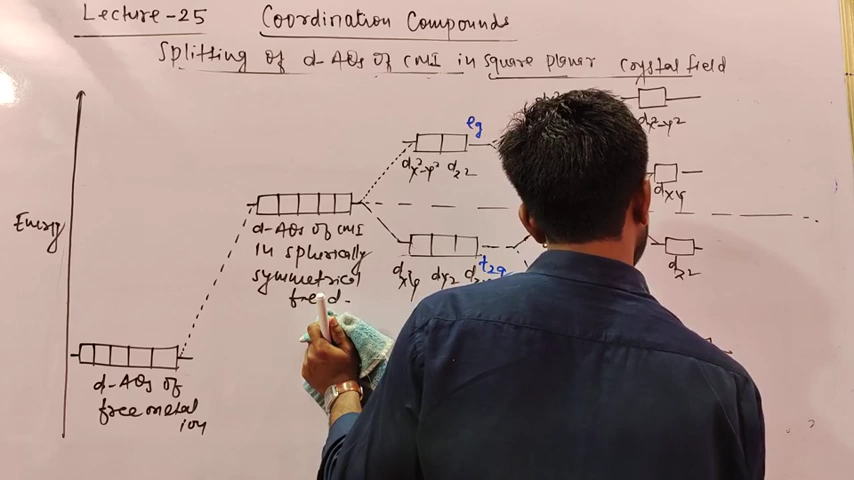 Lecture-25 Coordination Compounds
Splitting of d-AOs of CMI in square planar crystal field
eg
dx²-y² dz²
dx²-y²
dxy
Energy
d-AOs of CMI
in spherically
symmetrical
field.
dxy dyz
t2g
dz²
d-AOs of
free metal
ion